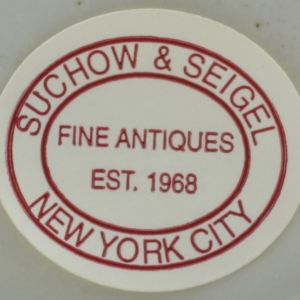 SUCHOW & SEIGEL
FINE ANTIQUES
EST. 1968
NEW YORK CITY